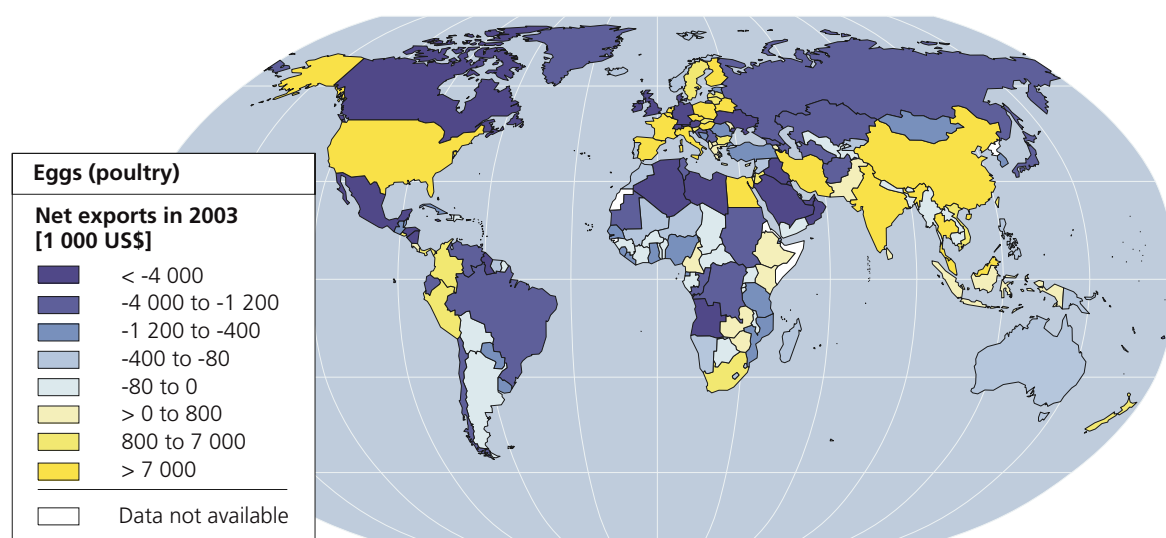 Eggs (poultry)
Net exports in 2003
[1 000 US$]
< -4 000
-4 000 to -1 200
-1 200 to -400
-400 to -80
-80 to 0
> 0 to 800
800 to 7 000
> 7 000
Data not available